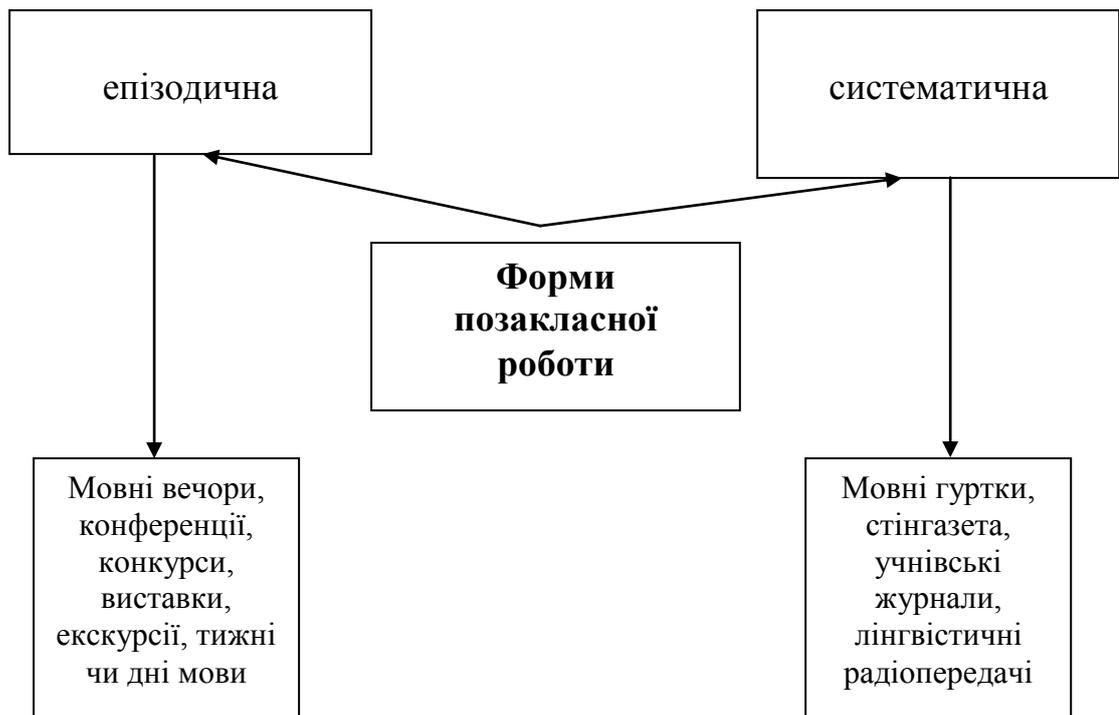 епізодична
систематична
Форми
позакласної
роботи
Мовні вечори,
конференції,
конкурси,
виставки,
екскурсії, тижні
чи дні мови
Мовні гуртки,
стінгазета,
учнівські
журнали,
лінгвістичні
радіопередачі